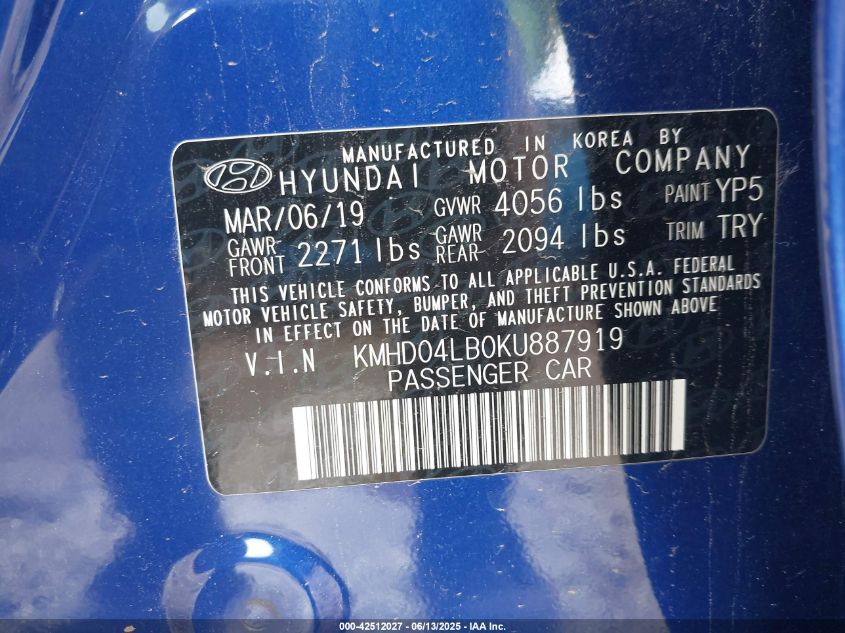 MANUFACTURED IN KOREA BY
HYUNDAI MOTOR COMPANY
MAR/06/19 GVWR 4056 lbs PAINT YP5
GAWR FRONT 2271 lbs GAWR REAR 2094 lbs TRIM TRY
THIS VEHICLE CONFORMS TO ALL APPLICABLE U.S.A. FEDERAL
MOTOR VEHICLE SAFETY, BUMPER, AND THEFT PREVENTION STANDARDS
IN EFFECT ON THE DATE OF MANUFACTURE SHOWN ABOVE
V.I.N KMHD04LB0KU887919
PASSENGER CAR
000-42512027 - 06/13/2025 - IAA Inc.